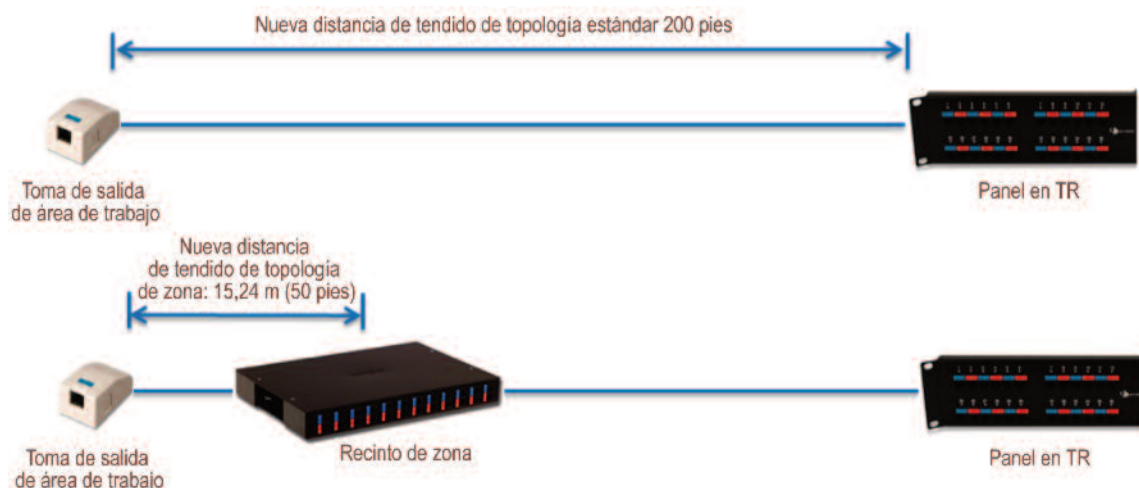 Nueva distancia de tendido de topología estándar 200 pies
Toma de salida
de área de trabajo
Panel en TR
Nueva distancia
de tendido de topología
de zona: 15,24 m (50 pies)
Toma de salida
de área de trabajo
Recinto de zona
Panel en TR